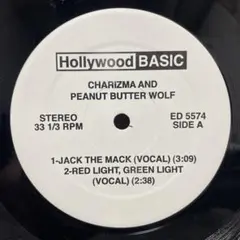 Hollywood BASIC
CHARIZMA AND
PEANUT BUTTER WOLF
STEREO ED 5574
33 1/3 RPM SIDE A
1-JACK THE MACK (VOCAL) (3:09)
2-RED LIGHT, GREEN LIGHT
(VOCAL) (2:38)